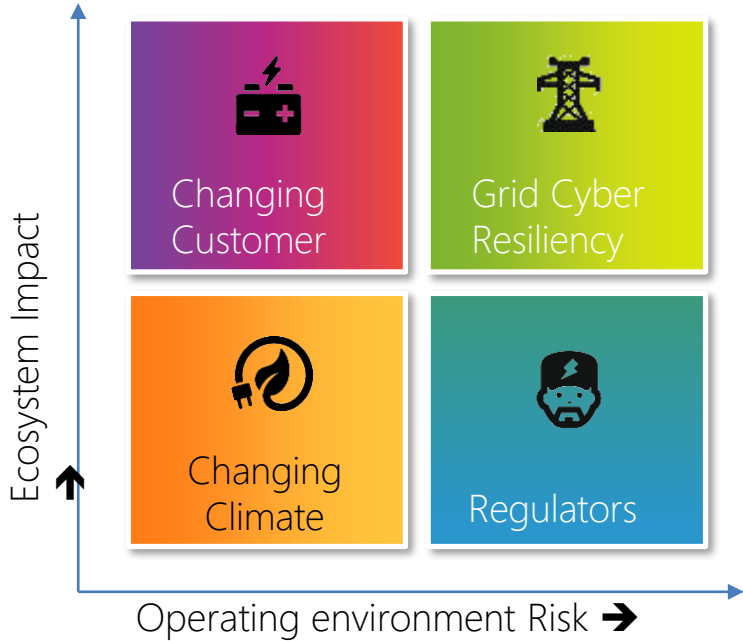 Ecosystem Impact
Changing
Customer
Grid Cyber
Resiliency
Changing
Climate
Regulators
Operating environment Risk